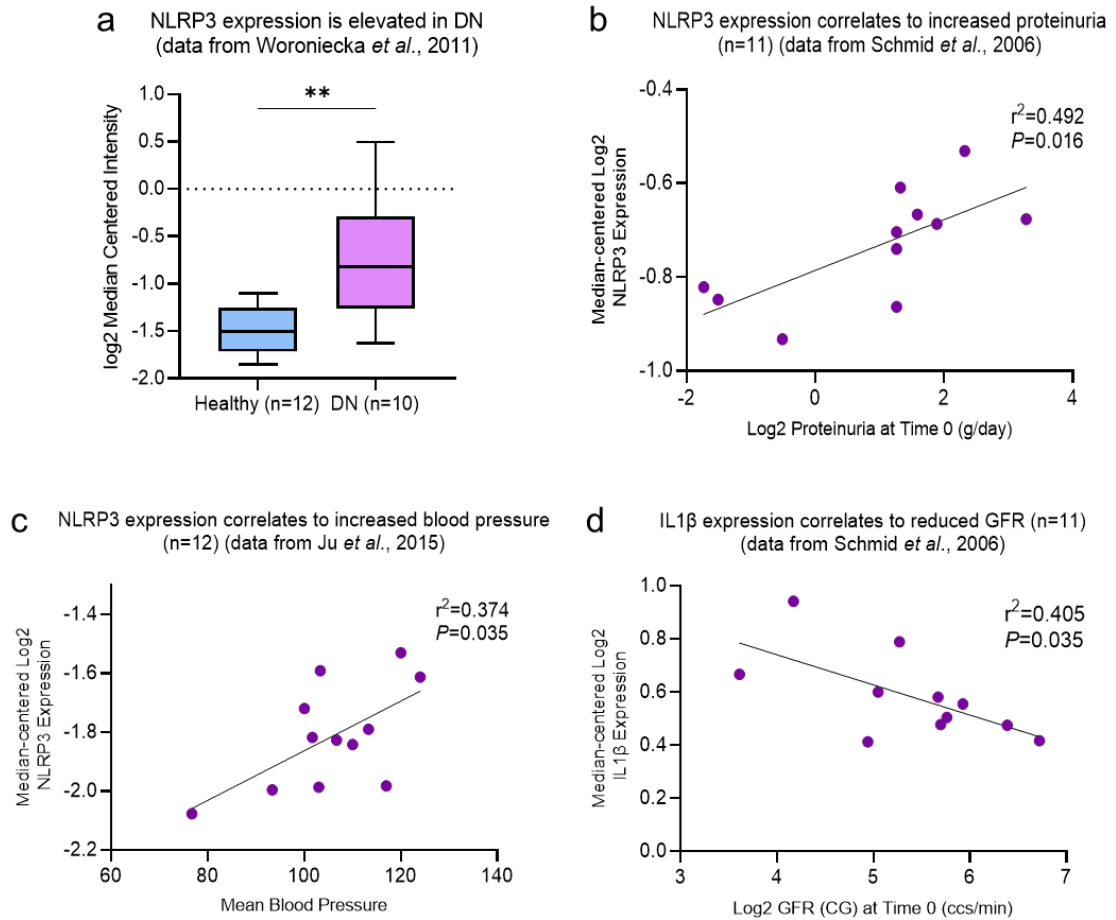 a
NLRP3 expression is elevated in DN
(data from Woroniecka et al., 2011)
log2 Median Centered Intensity
1.0
0.5
0.0
-0.5
-1.0
-1.5
-2.0
**
Healthy (n=12)
DN (n=10)
b
NLRP3 expression correlates to increased proteinuria
(n=11) (data from Schmid et al., 2006)
Median-centered Log2
NLRP3 Expression
-0.4
-0.6
-0.8
-1.0
r²=0.492
P=0.016
-2
0
2
4
Log2 Proteinuria at Time 0 (g/day)
c
NLRP3 expression correlates to increased blood pressure
(n=12) (data from Ju et al., 2015)
Median-centered Log2
NLRP3 Expression
-1.4
-1.6
-1.8
-2.0
-2.2
r²=0.374
P=0.035
60
80
100
120
140
Mean Blood Pressure
d
IL1β expression correlates to reduced GFR (n=11)
(data from Schmid et al., 2006)
Median-centered Log2
IL1β Expression
1.0
0.8
0.6
0.4
0.2
0.0
r²=0.405
P=0.035
3
4
5
6
7
Log2 GFR (CG) at Time 0 (ccs/min)